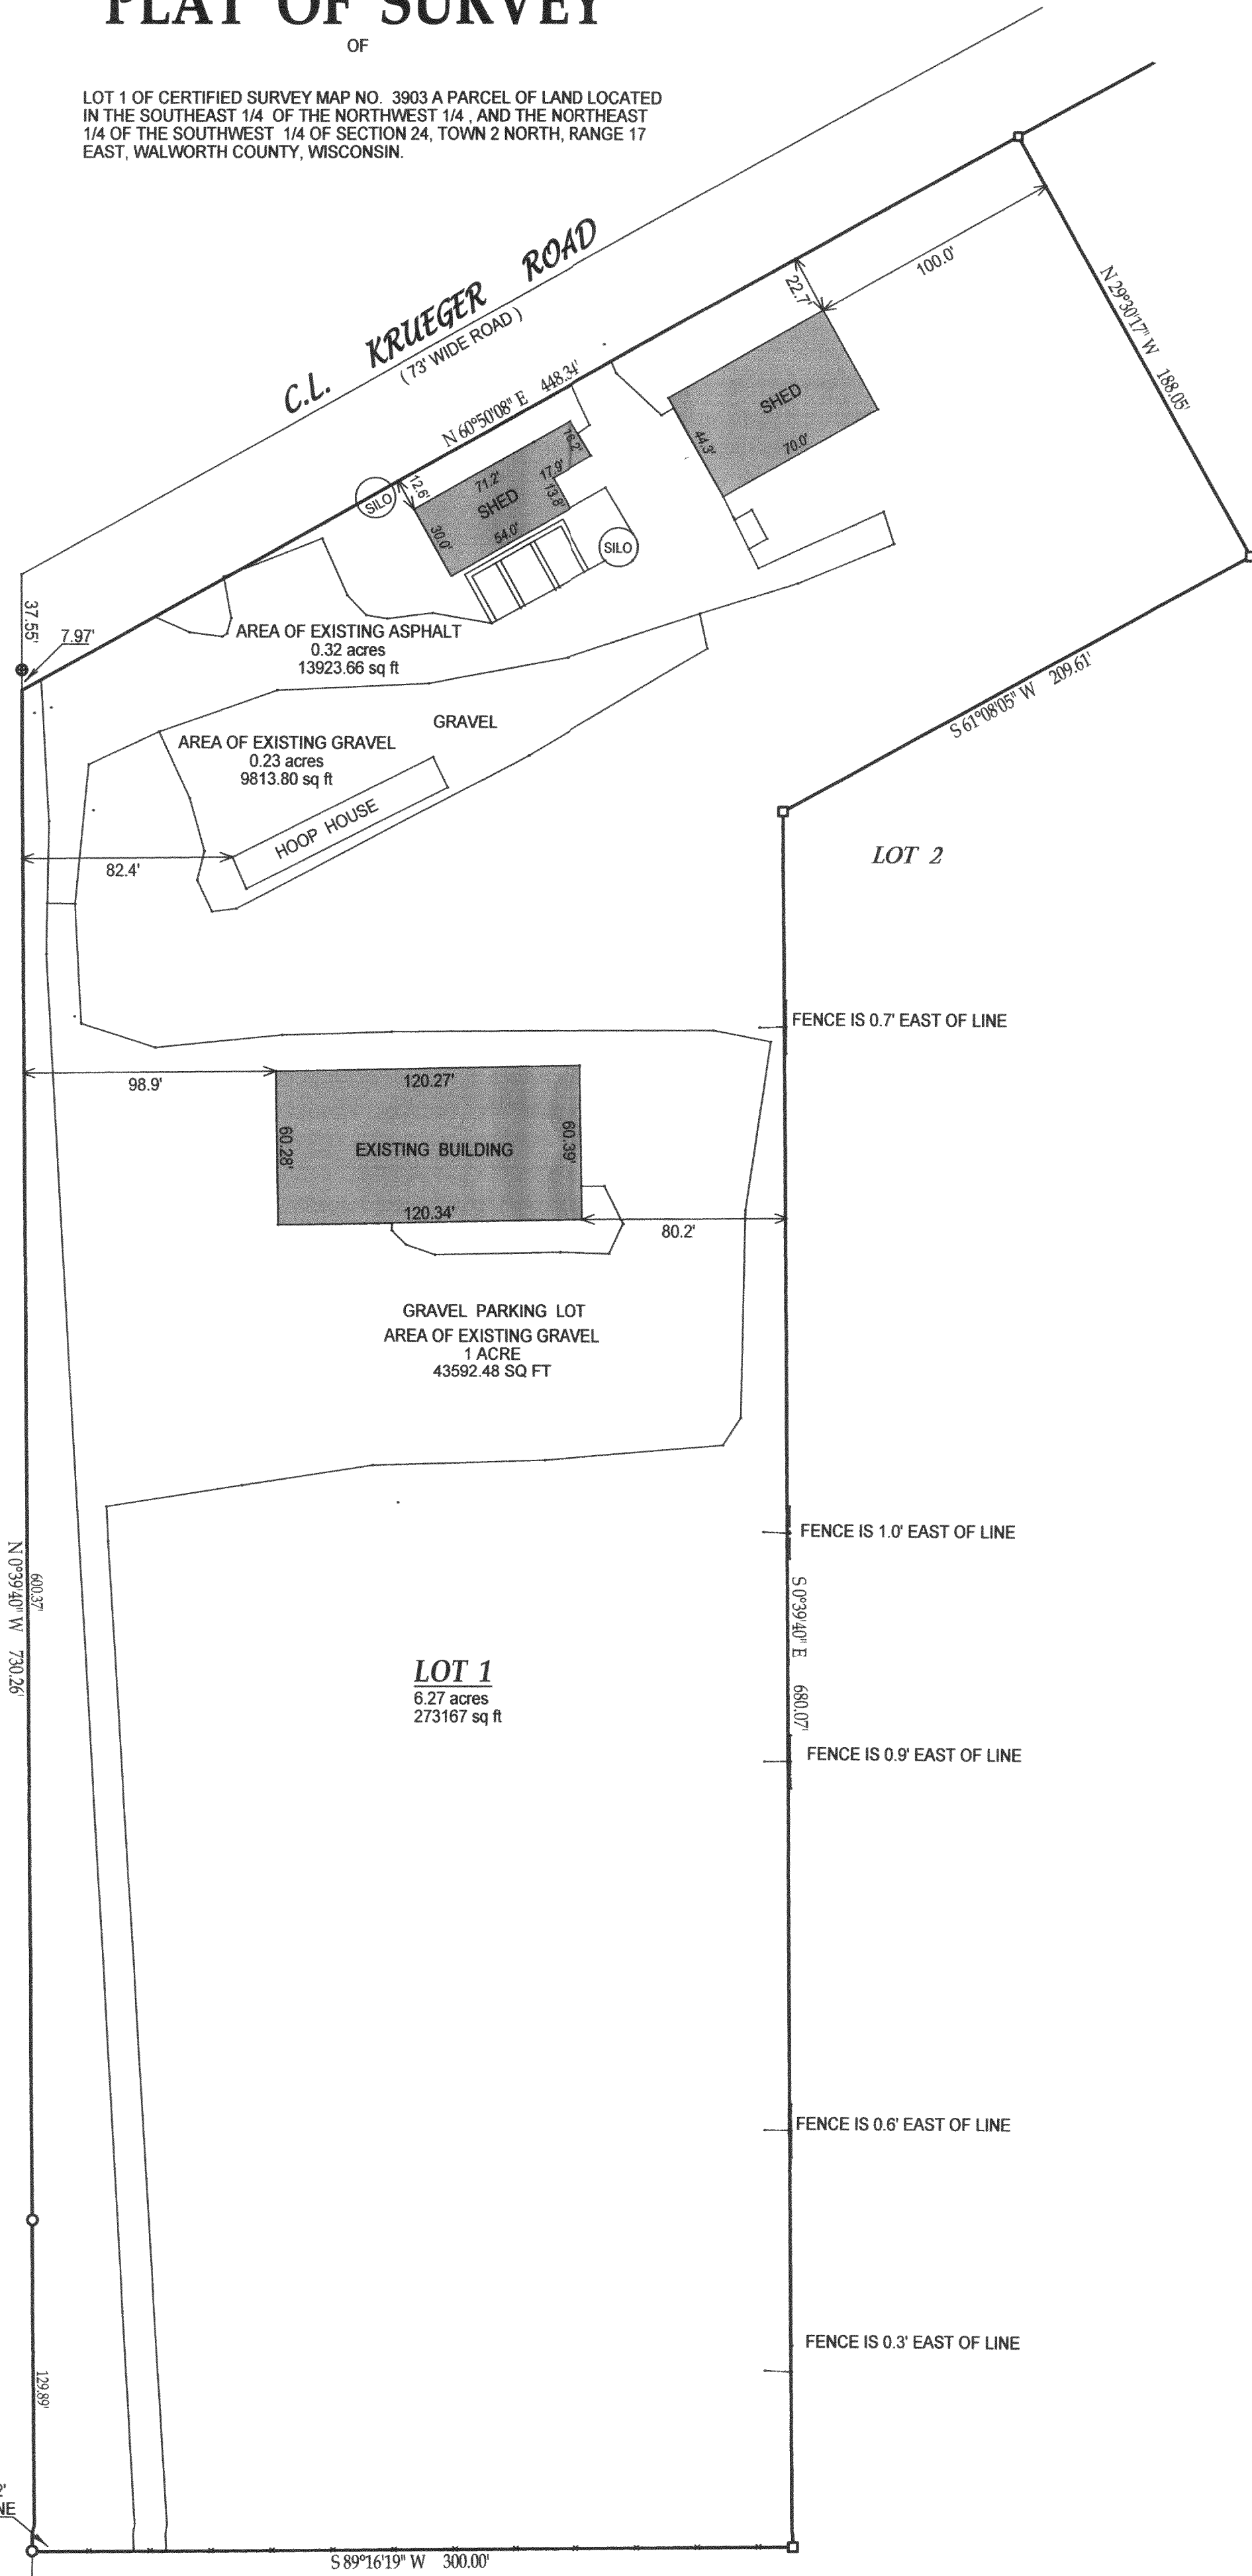 PLAT OF SURVEY
OF
LOT 1 OF CERTIFIED SURVEY MAP NO. 3903 A PARCEL OF LAND LOCATED
IN THE SOUTHEAST 1/4 OF THE NORTHWEST 1/4 , AND THE NORTHEAST
1/4 OF THE SOUTHWEST 1/4 OF SECTION 24, TOWN 2 NORTH, RANGE 17
EAST, WALWORTH COUNTY, WISCONSIN.
C.L. KRUEGER ROAD
( 73' WIDE ROAD )
N 60°50'08" E 448.34'
100.0'
22.7'
N 29°30'17" W 188.05'
SHED
44.3'
70.0'
SILO
12.6'
71.2'
16.2'
17.9'
13.8'
SHED
30.0'
54.0'
SILO
37.55'
7.97'
AREA OF EXISTING ASPHALT
0.32 acres
13923.66 sq ft
S 61°08'05" W 209.61'
GRAVEL
AREA OF EXISTING GRAVEL
0.23 acres
9813.80 sq ft
HOOP HOUSE
82.4'
LOT 2
FENCE IS 0.7' EAST OF LINE
98.9'
120.27'
60.28'
EXISTING BUILDING
60.39'
120.34'
80.2'
GRAVEL PARKING LOT
AREA OF EXISTING GRAVEL
1 ACRE
43592.48 SQ FT
FENCE IS 1.0' EAST OF LINE
N 0°39'40" W 730.26'
600.37'
S 0°39'40" E 680.07'
LOT 1
6.27 acres
273167 sq ft
FENCE IS 0.9' EAST OF LINE
FENCE IS 0.6' EAST OF LINE
FENCE IS 0.3' EAST OF LINE
129.89'
S 89°16'19" W 300.00'